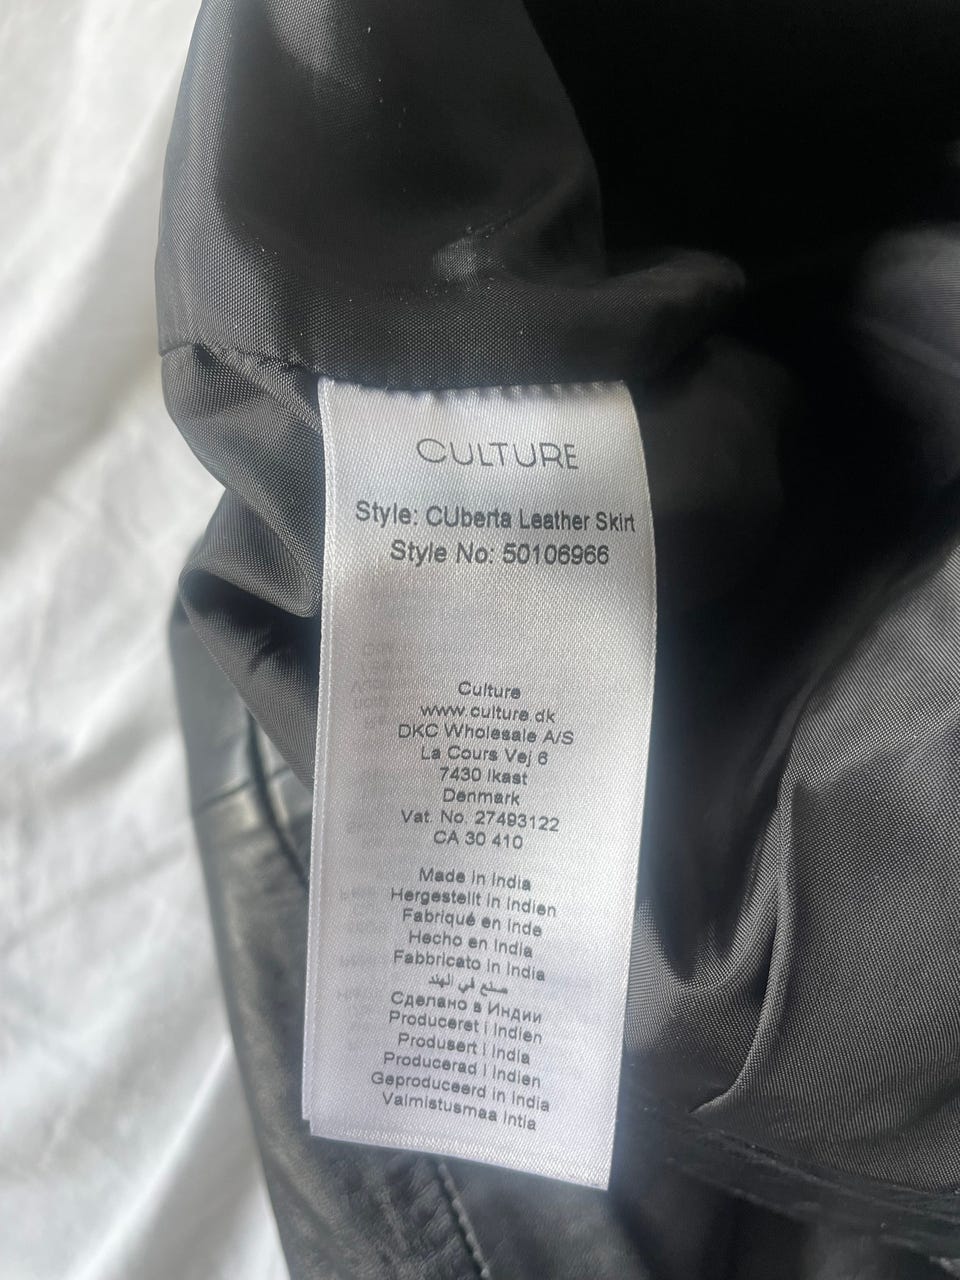 CULTURE
Style: CUberta Leather Skirt
Style No: 50106966
Culture
www.culture.dk
DKC Wholesale A/S
La Cours Vej 6
7430 Ikast
Denmark
Vat. No. 27493122
CA 30 410
Made in India
Hergestellt in Indien
Fabriqué en Inde
Hecho en India
Fabbricato in India
صنع في الهند
Сделано в Индии
Produceret i Indien
Produsert i India
Producerad i Indien
Geproduceerd in India
Valmistusmaa Intia